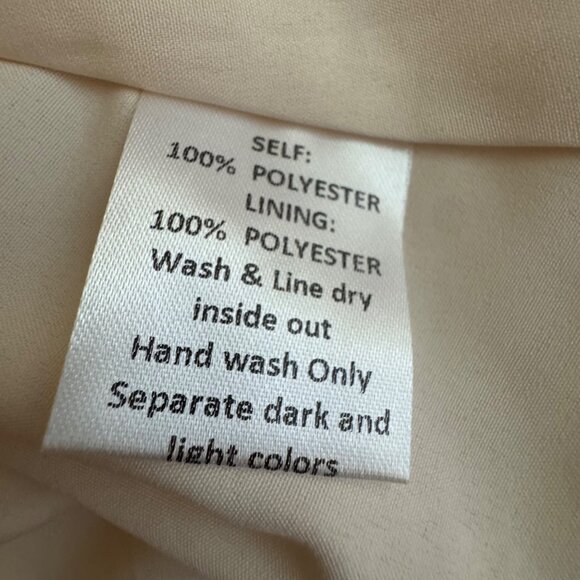 SELF:
100% POLYESTER
LINING:
100% POLYESTER
Wash & Line dry
inside out
Hand wash Only
Separate dark and
light colors